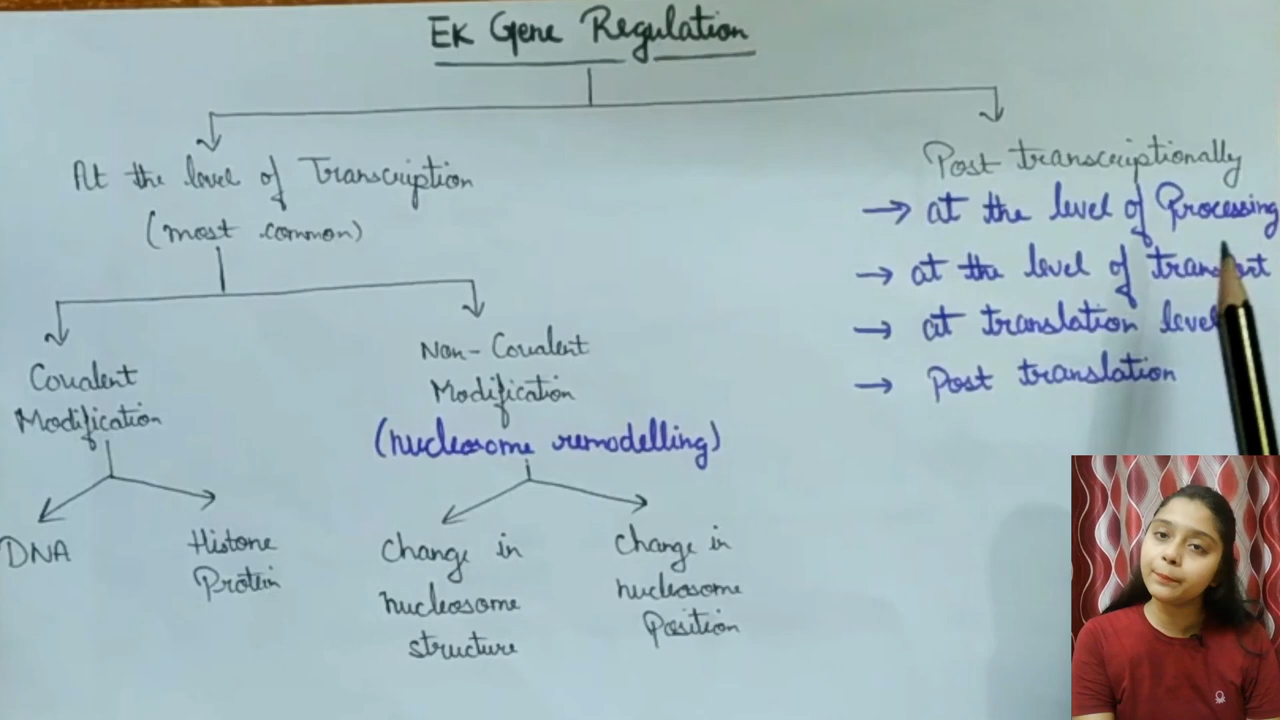 EK Gene Regulation
At the level of Transcription
(most common)
Post transcriptionally
→ at the level of Processing
→ at the level of
→ at translation level
→ Post translation
Covalent
Modification
Non-Covalent
Modification
(nucleosome remodelling)
DNA
Histone
Protein
Change in
nucleosome
structure
Change in
nucleosome
Position